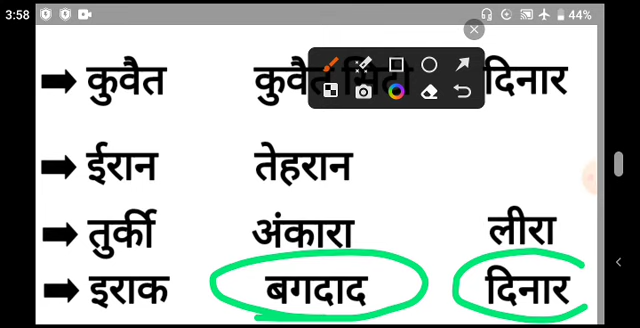 3:58 44%
कुवैत कुवैत सिटी दिनार
ईरान तेहरान
तुर्की अंकारा लीरा
इराक बगदाद दिनार